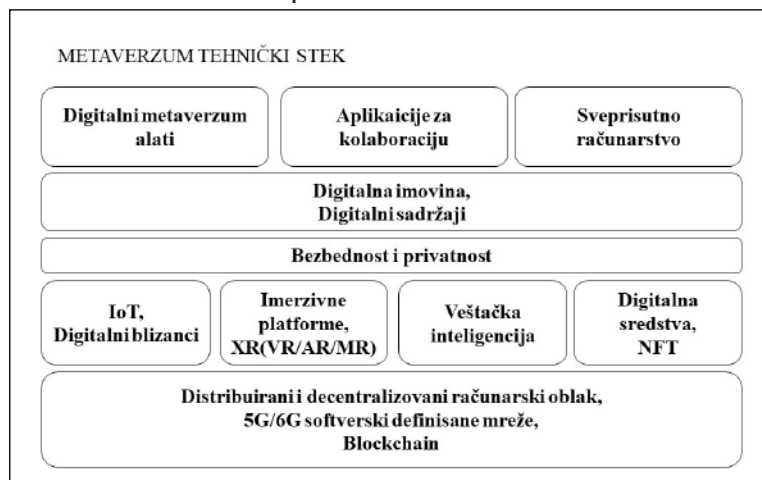 METAVERZUM TEHNIČKI STEK
Digitalni metaverzum
alati
Aplikaicije za
kolaboraciju
Sveprisutno
računarstvo
Digitalna imovina,
Digitalni sadržaji
Bezbednost i privatnost
IoT,
Digitalni blizanci
Imerzivne
platforme,
XR(VR/AR/MR)
Veštačka
inteligencija
Digitalna
sredstva,
NFT
Distribuirani i decentralizovani računarski oblak,
5G/6G softverski definisane mreže,
Blockchain